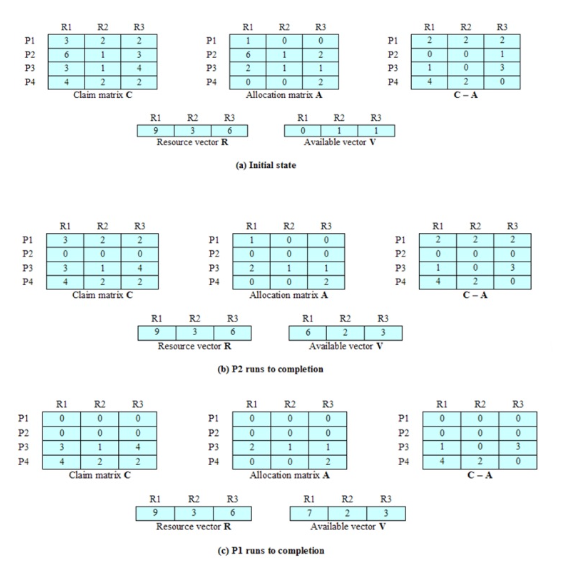 R1 R2 R3 R1 R2 R3 R1 R2 R3
P1 3 2 2 P1 1 0 0 P1 2 2 2
P2 6 1 3 P2 6 1 2 P2 0 0 1
P3 3 1 4 P3 2 1 1 P3 1 0 3
P4 4 2 2 P4 0 0 2 P4 4 2 0
Claim matrix C Allocation matrix A C – A
R1 R2 R3 R1 R2 R3
9 3 6 0 1 1
Resource vector R Available vector V
(a) Initial state
R1 R2 R3 R1 R2 R3 R1 R2 R3
P1 3 2 2 P1 1 0 0 P1 2 2 2
P2 0 0 0 P2 0 0 0 P2 0 0 0
P3 3 1 4 P3 2 1 1 P3 1 0 3
P4 4 2 2 P4 0 0 2 P4 4 2 0
Claim matrix C Allocation matrix A C – A
R1 R2 R3 R1 R2 R3
9 3 6 6 2 3
Resource vector R Available vector V
(b) P2 runs to completion
R1 R2 R3 R1 R2 R3 R1 R2 R3
P1 0 0 0 P1 0 0 0 P1 0 0 0
P2 0 0 0 P2 0 0 0 P2 0 0 0
P3 3 1 4 P3 2 1 1 P3 1 0 3
P4 4 2 2 P4 0 0 2 P4 4 2 0
Claim matrix C Allocation matrix A C – A
R1 R2 R3 R1 R2 R3
9 3 6 7 2 3
Resource vector R Available vector V
(c) P1 runs to completion